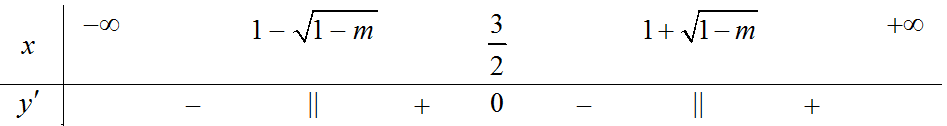 x −∞ 1 − √(1 − m) 3/2 1 + √(1 − m) +∞
y′ − || + 0 − || +